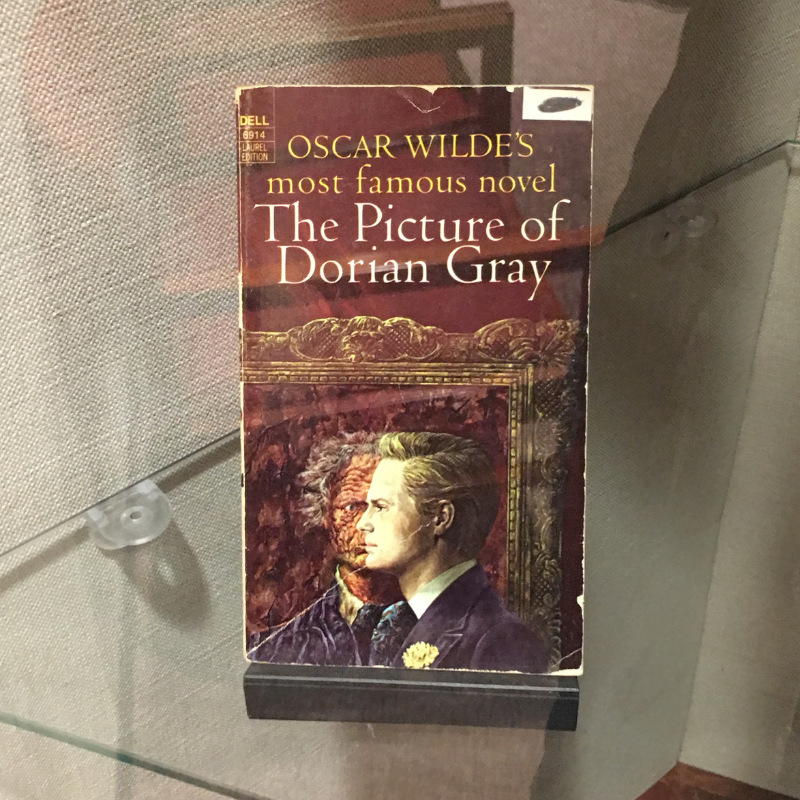 DELL
6914
LAUREL
EDITION
OSCAR WILDE'S
most famous novel
The Picture of
Dorian Gray